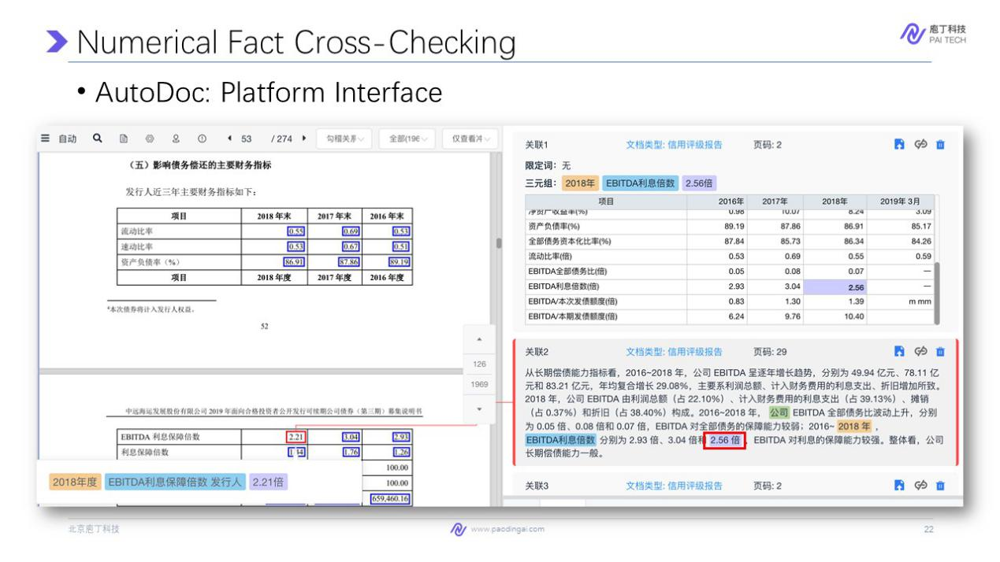 Numerical Fact Cross-Checking
庖丁科技
PAI TECH
• AutoDoc: Platform Interface
自动 53 / 274 勾稽关系 全部(196 仅查看冲
(五)影响债务偿还的主要财务指标
发行人近三年主要财务指标如下:
项目 2018 年末 2017 年末 2016 年末
流动比率 0.55 0.69 0.53
速动比率 0.53 0.67 0.51
资产负债率(%) 86.91 87.86 89.19
项目 2018 年度 2017 年度 2016 年度
4本次债券将计入发行人权益。
52
126
1969
中远海运发展股份有限公司 2019 年面向合格投资者公开发行可续期公司债券(第三期)募集说明书
EBITDA 利息保障倍数 2.21 3.04 2.93
利息保障倍数 1.76 1.26
100.00
100.00
659,460.16
2018年度 EBITDA利息保障倍数 发行人 2.21倍
关联1 文档类型: 信用评级报告 页码: 2
限定词: 无
三元组: 2018年 EBITDA利息倍数 2.56倍
项目 2016年 2017年 2018年 2019年 3月
净资产收益率(%) 0.98 10.07 8.24 3.09
资产负债率(%) 89.19 87.86 86.91 85.17
全部债务资本化比率(%) 87.84 85.73 86.34 84.26
流动比率(倍) 0.53 0.69 0.55 0.59
EBITDA全部债务比(倍) 0.05 0.08 0.07 —
EBITDA利息倍数(倍) 2.93 3.04 2.56 —
EBITDA/本次发债额度(倍) 0.83 1.30 1.39 m mm
EBITDA/本期发债额度(倍) 6.24 9.76 10.40
关联2 文档类型: 信用评级报告 页码: 29
从长期偿债能力指标看，2016~2018 年，公司 EBITDA 呈逐年增长趋势，分别为 49.94 亿元、78.11 亿
元和 83.21 亿元，年均复合增长 29.08%，主要系利润总额、计入财务费用的利息支出、折旧增加所致。
2018 年，公司 EBITDA 由利润总额（占 22.10%）、计入财务费用的利息支出（占 39.13%）、摊销
（占 0.37%）和折旧（占 38.40%）构成。2016~2018 年， 公司 EBITDA 全部债务比波动上升，分别
为 0.05 倍、0.08 倍和 0.07 倍，EBITDA 对全部债务的保障能力较弱；2016~ 2018 年，
EBITDA利息倍数 分别为 2.93 倍、3.04 倍和 2.56 倍 EBITDA 对利息的保障能力较强。整体看，公司
长期偿债能力一般。
关联3 文档类型: 信用评级报告 页码: 2
北京庖丁科技 www.paodingai.com 22